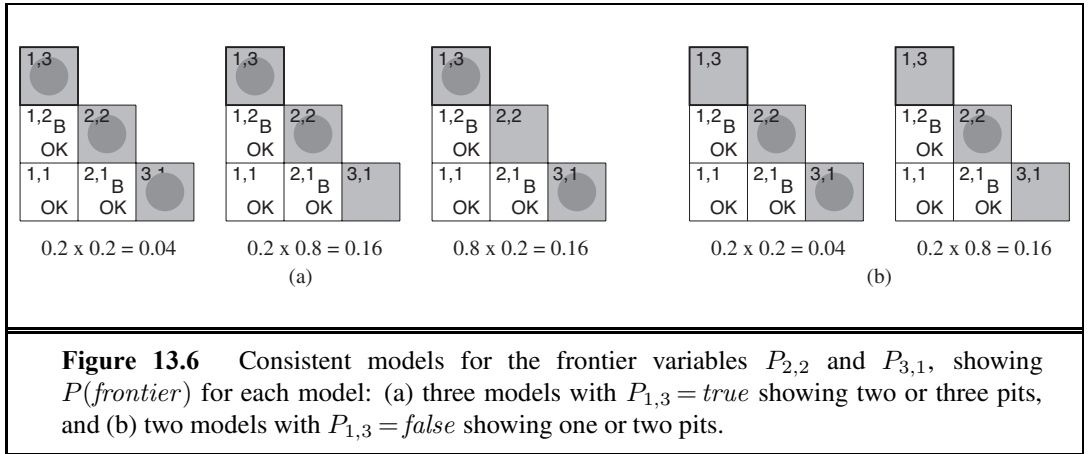 1,3 1,3 1,3 1,3 1,3
1,2 B 2,2 1,2 B 2,2 1,2 B 2,2 1,2 B 2,2 1,2 B 2,2
OK OK OK OK OK
1,1 2,1 B 3,1 1,1 2,1 B 3,1 1,1 2,1 B 3,1 1,1 2,1 B 3,1 1,1 2,1 B 3,1
OK OK OK OK OK OK OK OK OK OK
0.2 x 0.2 = 0.04 0.2 x 0.8 = 0.16 0.8 x 0.2 = 0.16 0.2 x 0.2 = 0.04 0.2 x 0.8 = 0.16
(a) (b)
Figure 13.6 Consistent models for the frontier variables P2,2 and P3,1, showing
P(frontier) for each model: (a) three models with P1,3 = true showing two or three pits,
and (b) two models with P1,3 = false showing one or two pits.